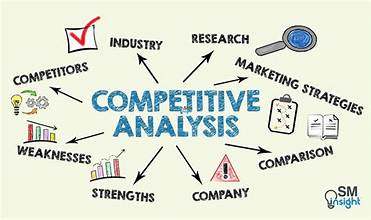 INDUSTRY
RESEARCH
COMPETITORS
MARKETING STRATEGIES
COMPETITIVE
ANALYSIS
WEAKNESSES
COMPARISON
STRENGTHS
COMPANY
SM
insight